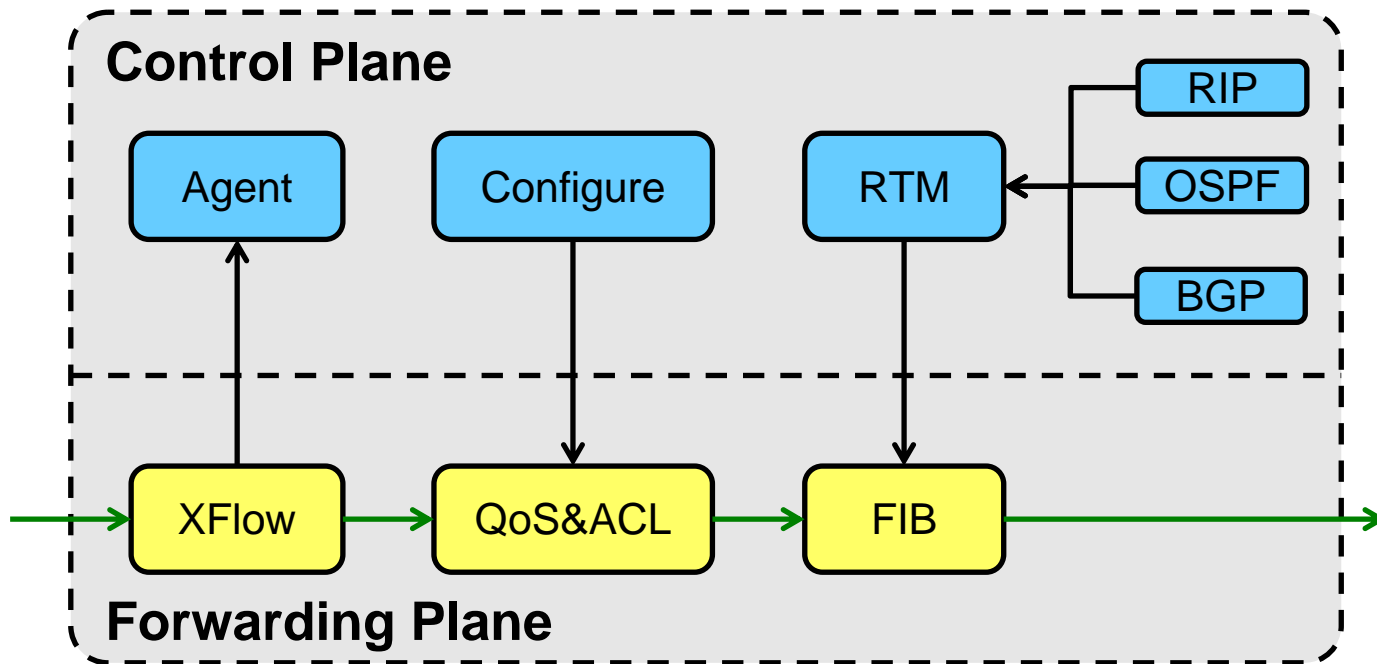 Control Plane
RIP
Agent
Configure
RTM
OSPF
BGP
XFlow
QoS&ACL
FIB
Forwarding Plane